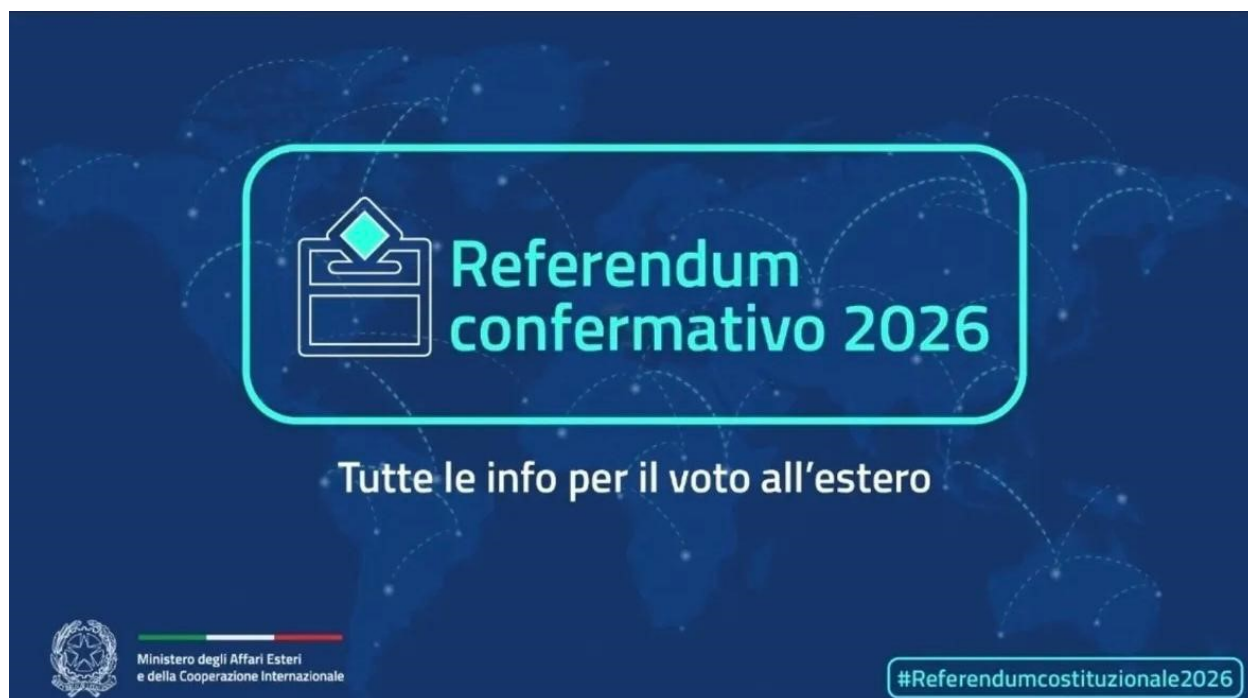 Referendum
confermativo 2026
Tutte le info per il voto all'estero
Ministero degli Affari Esteri
e della Cooperazione Internazionale
#Referendumcostituzionale2026